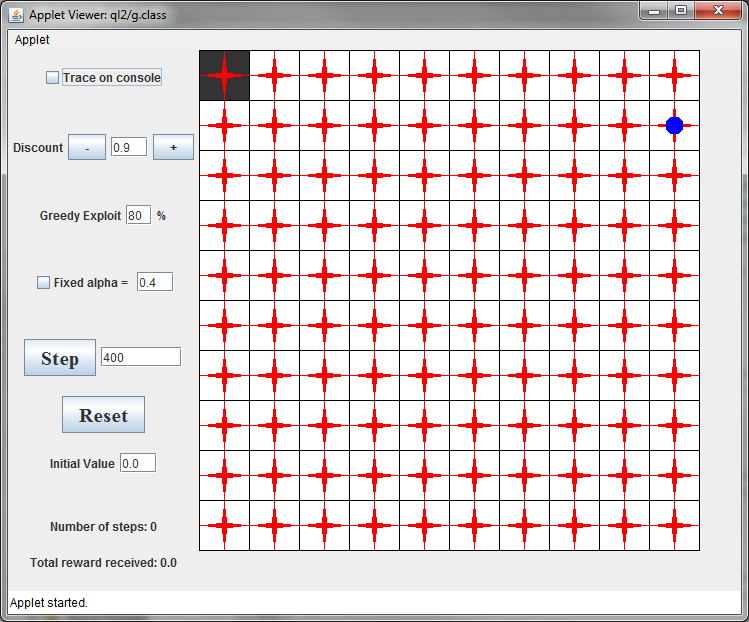 Applet Viewer: ql2/g.class
Applet
Trace on console
Discount - 0.9 +
Greedy Exploit 80 %
Fixed alpha = 0.4
Step 400
Reset
Initial Value 0.0
Number of steps: 0
Total reward received: 0.0
Applet started.